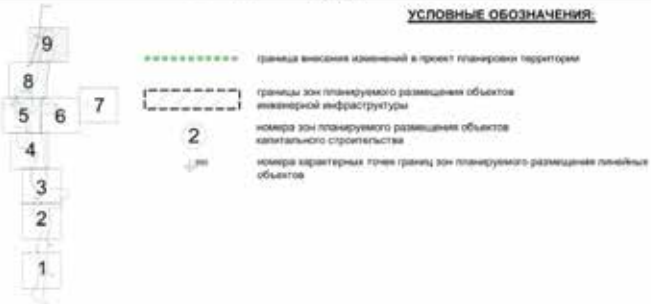 УСЛОВНЫЕ ОБОЗНАЧЕНИЯ:
9
8
7
5 6
4
3
2
1
граница внесения изменений в проект планировки территории
границы зон планируемого размещения объектов
инженерной инфраструктуры
2
номера зон планируемого размещения объектов
капитального строительства
номера характерных точек границ зон планируемого размещения линейных
объектов